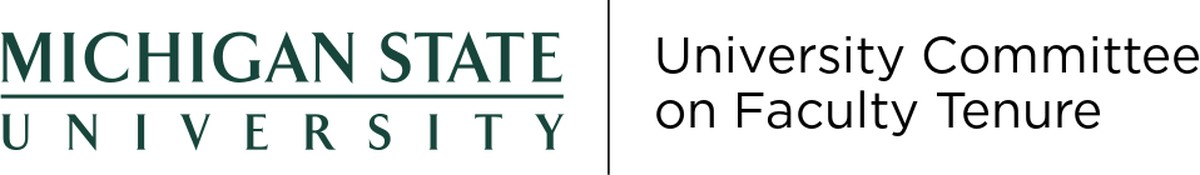 MICHIGAN STATE
UNIVERSITY
University Committee
on Faculty Tenure